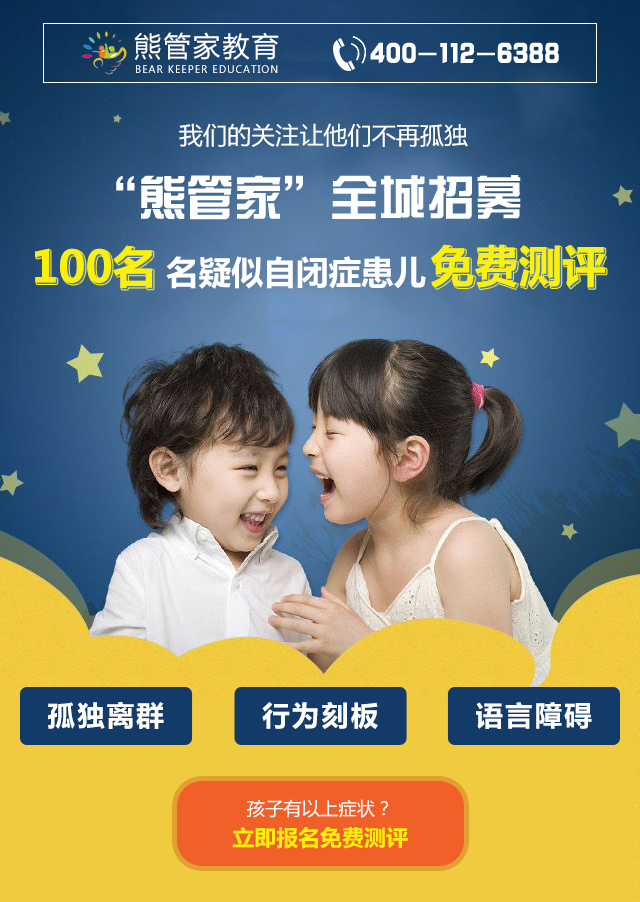 熊管家教育
BEAR KEEPER EDUCATION
400-112-6388
我们的关注让他们不再孤独
“熊管家”全城招募
100名 名疑似自闭症患儿 免费测评
孤独离群
行为刻板
语言障碍
孩子有以上症状？
立即报名免费测评